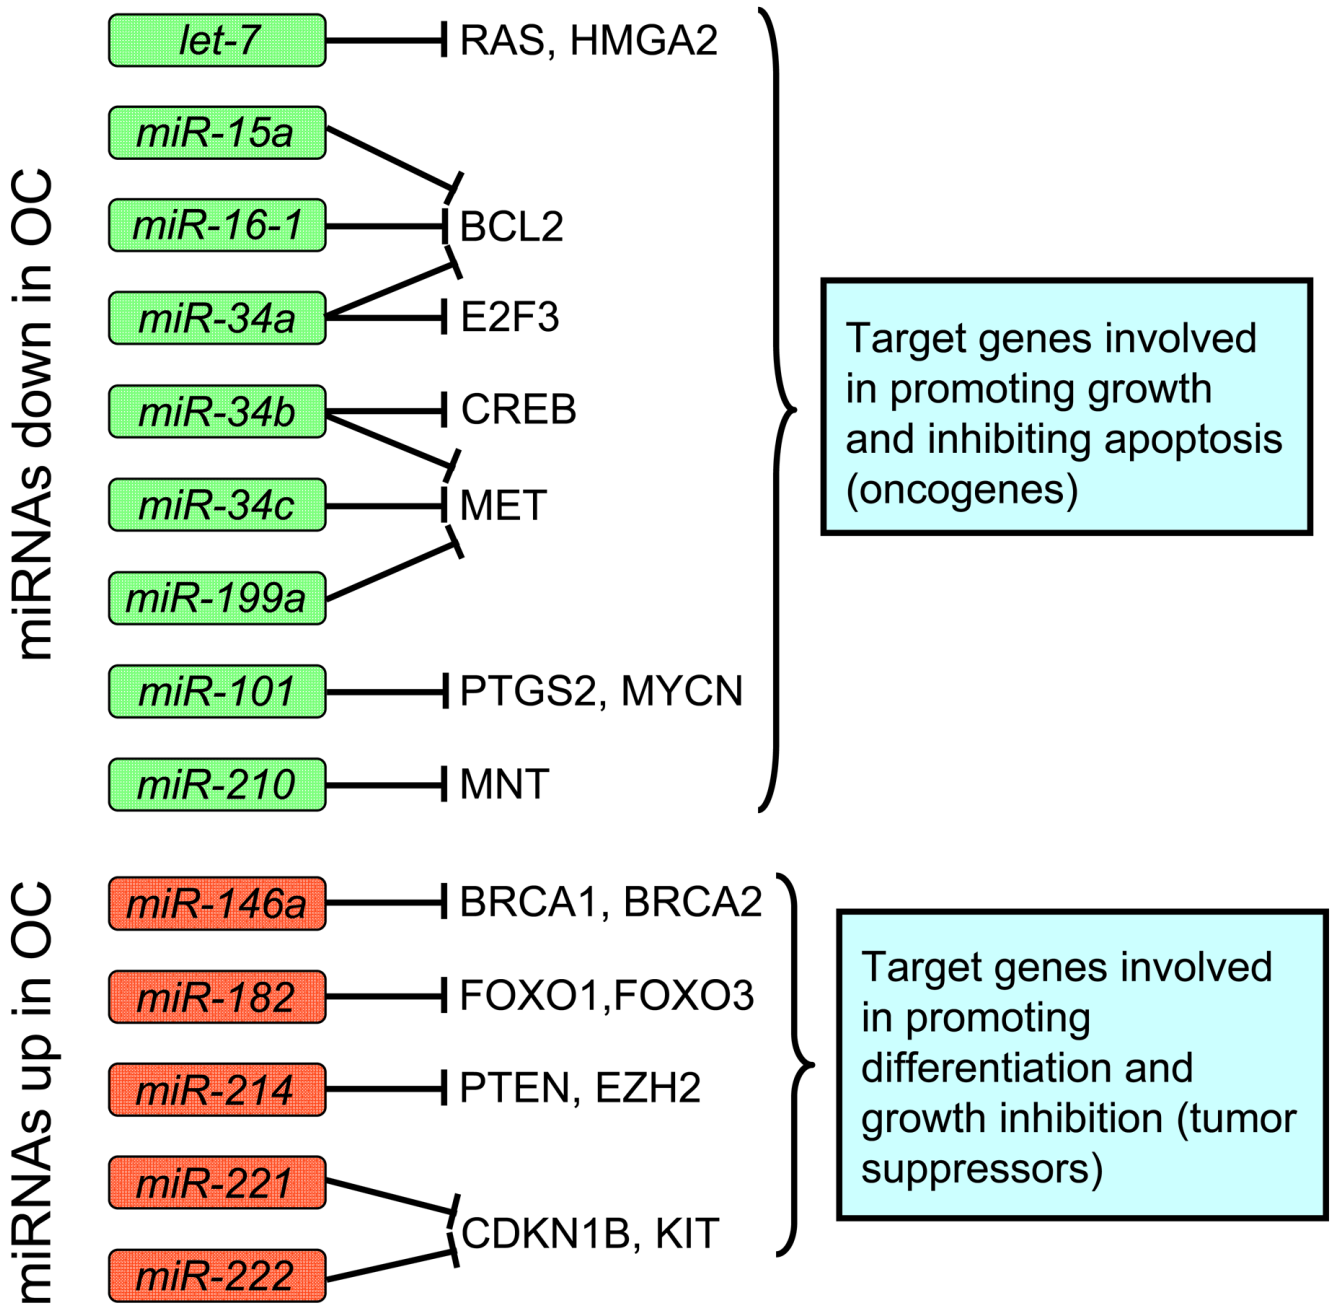 miRNAs down in OC
let-7
RAS, HMGA2
miR-15a
miR-16-1
BCL2
miR-34a
E2F3
miR-34b
CREB
miR-34c
MET
miR-199a
miR-101
PTGS2, MYCN
miR-210
MNT
Target genes involved
in promoting growth
and inhibiting apoptosis
(oncogenes)
miRNAs up in OC
miR-146a
BRCA1, BRCA2
miR-182
FOXO1,FOXO3
miR-214
PTEN, EZH2
miR-221
CDKN1B, KIT
miR-222
Target genes involved
in promoting
differentiation and
growth inhibition (tumor
suppressors)